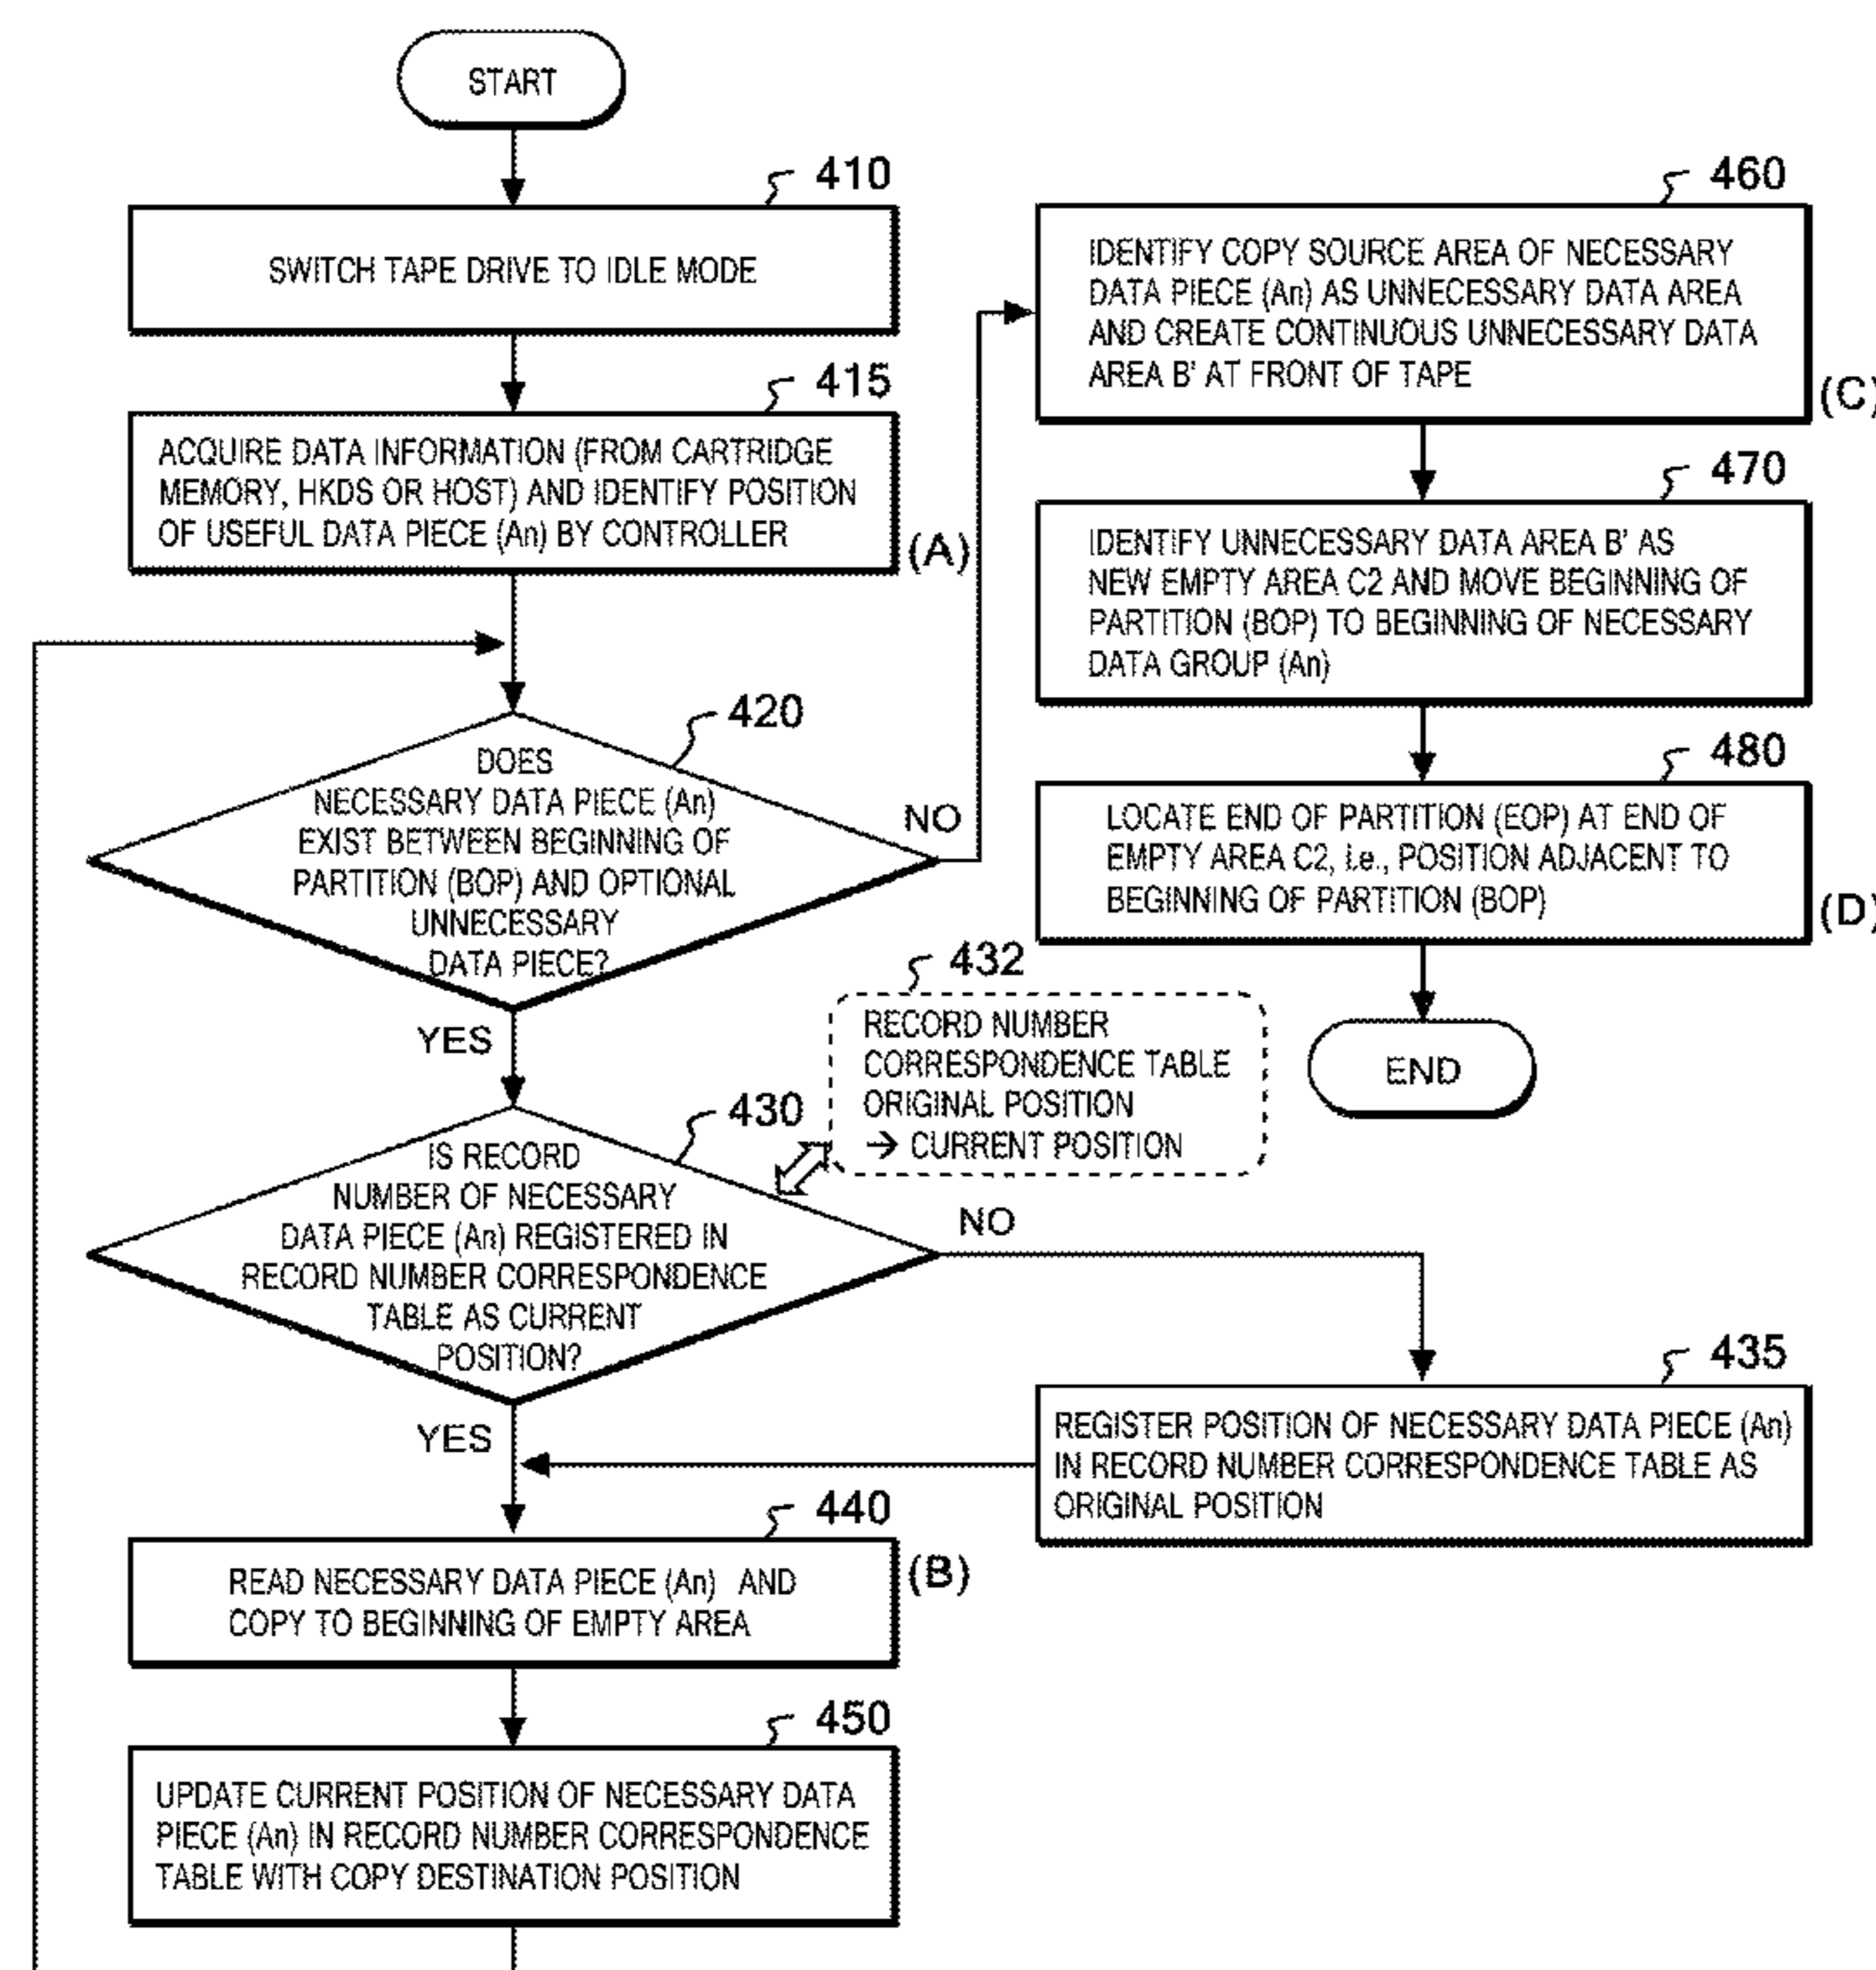 START
410
SWITCH TAPE DRIVE TO IDLE MODE
415
ACQUIRE DATA INFORMATION (FROM CARTRIDGE
MEMORY, HKDS OR HOST) AND IDENTIFY POSITION
OF USEFUL DATA PIECE (An) BY CONTROLLER
(A)
420
DOES
NECESSARY DATA PIECE (An)
EXIST BETWEEN BEGINNING OF
PARTITION (BOP) AND OPTIONAL
UNNECESSARY
DATA PIECE?
NO
YES
430
IS RECORD
NUMBER OF NECESSARY
DATA PIECE (An) REGISTERED IN
RECORD NUMBER CORRESPONDENCE
TABLE AS CURRENT
POSITION?
NO
YES
432
RECORD NUMBER
CORRESPONDENCE TABLE
ORIGINAL POSITION
→ CURRENT POSITION
435
REGISTER POSITION OF NECESSARY DATA PIECE (An)
IN RECORD NUMBER CORRESPONDENCE TABLE AS
ORIGINAL POSITION
440
READ NECESSARY DATA PIECE (An) AND
COPY TO BEGINNING OF EMPTY AREA
(B)
450
UPDATE CURRENT POSITION OF NECESSARY DATA
PIECE (An) IN RECORD NUMBER CORRESPONDENCE
TABLE WITH COPY DESTINATION POSITION
460
IDENTIFY COPY SOURCE AREA OF NECESSARY
DATA PIECE (An) AS UNNECESSARY DATA AREA
AND CREATE CONTINUOUS UNNECESSARY DATA
AREA B' AT FRONT OF TAPE
(C)
470
IDENTIFY UNNECESSARY DATA AREA B' AS
NEW EMPTY AREA C2 AND MOVE BEGINNING OF
PARTITION (BOP) TO BEGINNING OF NECESSARY
DATA GROUP (An)
480
LOCATE END OF PARTITION (EOP) AT END OF
EMPTY AREA C2, i.e., POSITION ADJACENT TO
BEGINNING OF PARTITION (BOP)
(D)
END